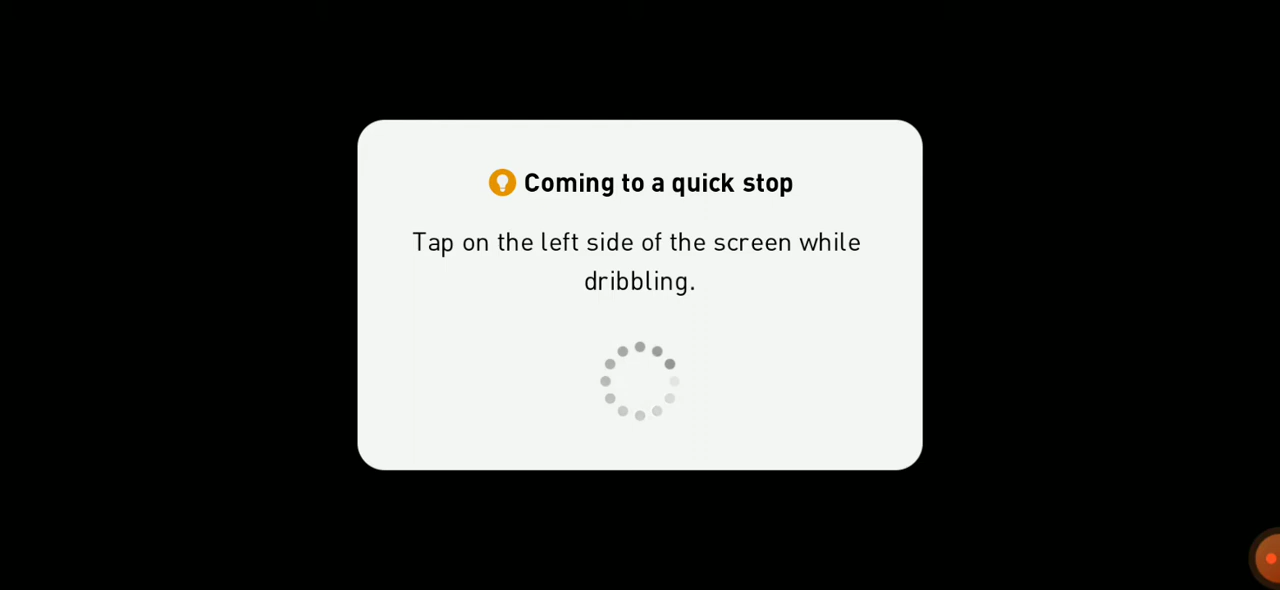 Coming to a quick stop
Tap on the left side of the screen while
dribbling.